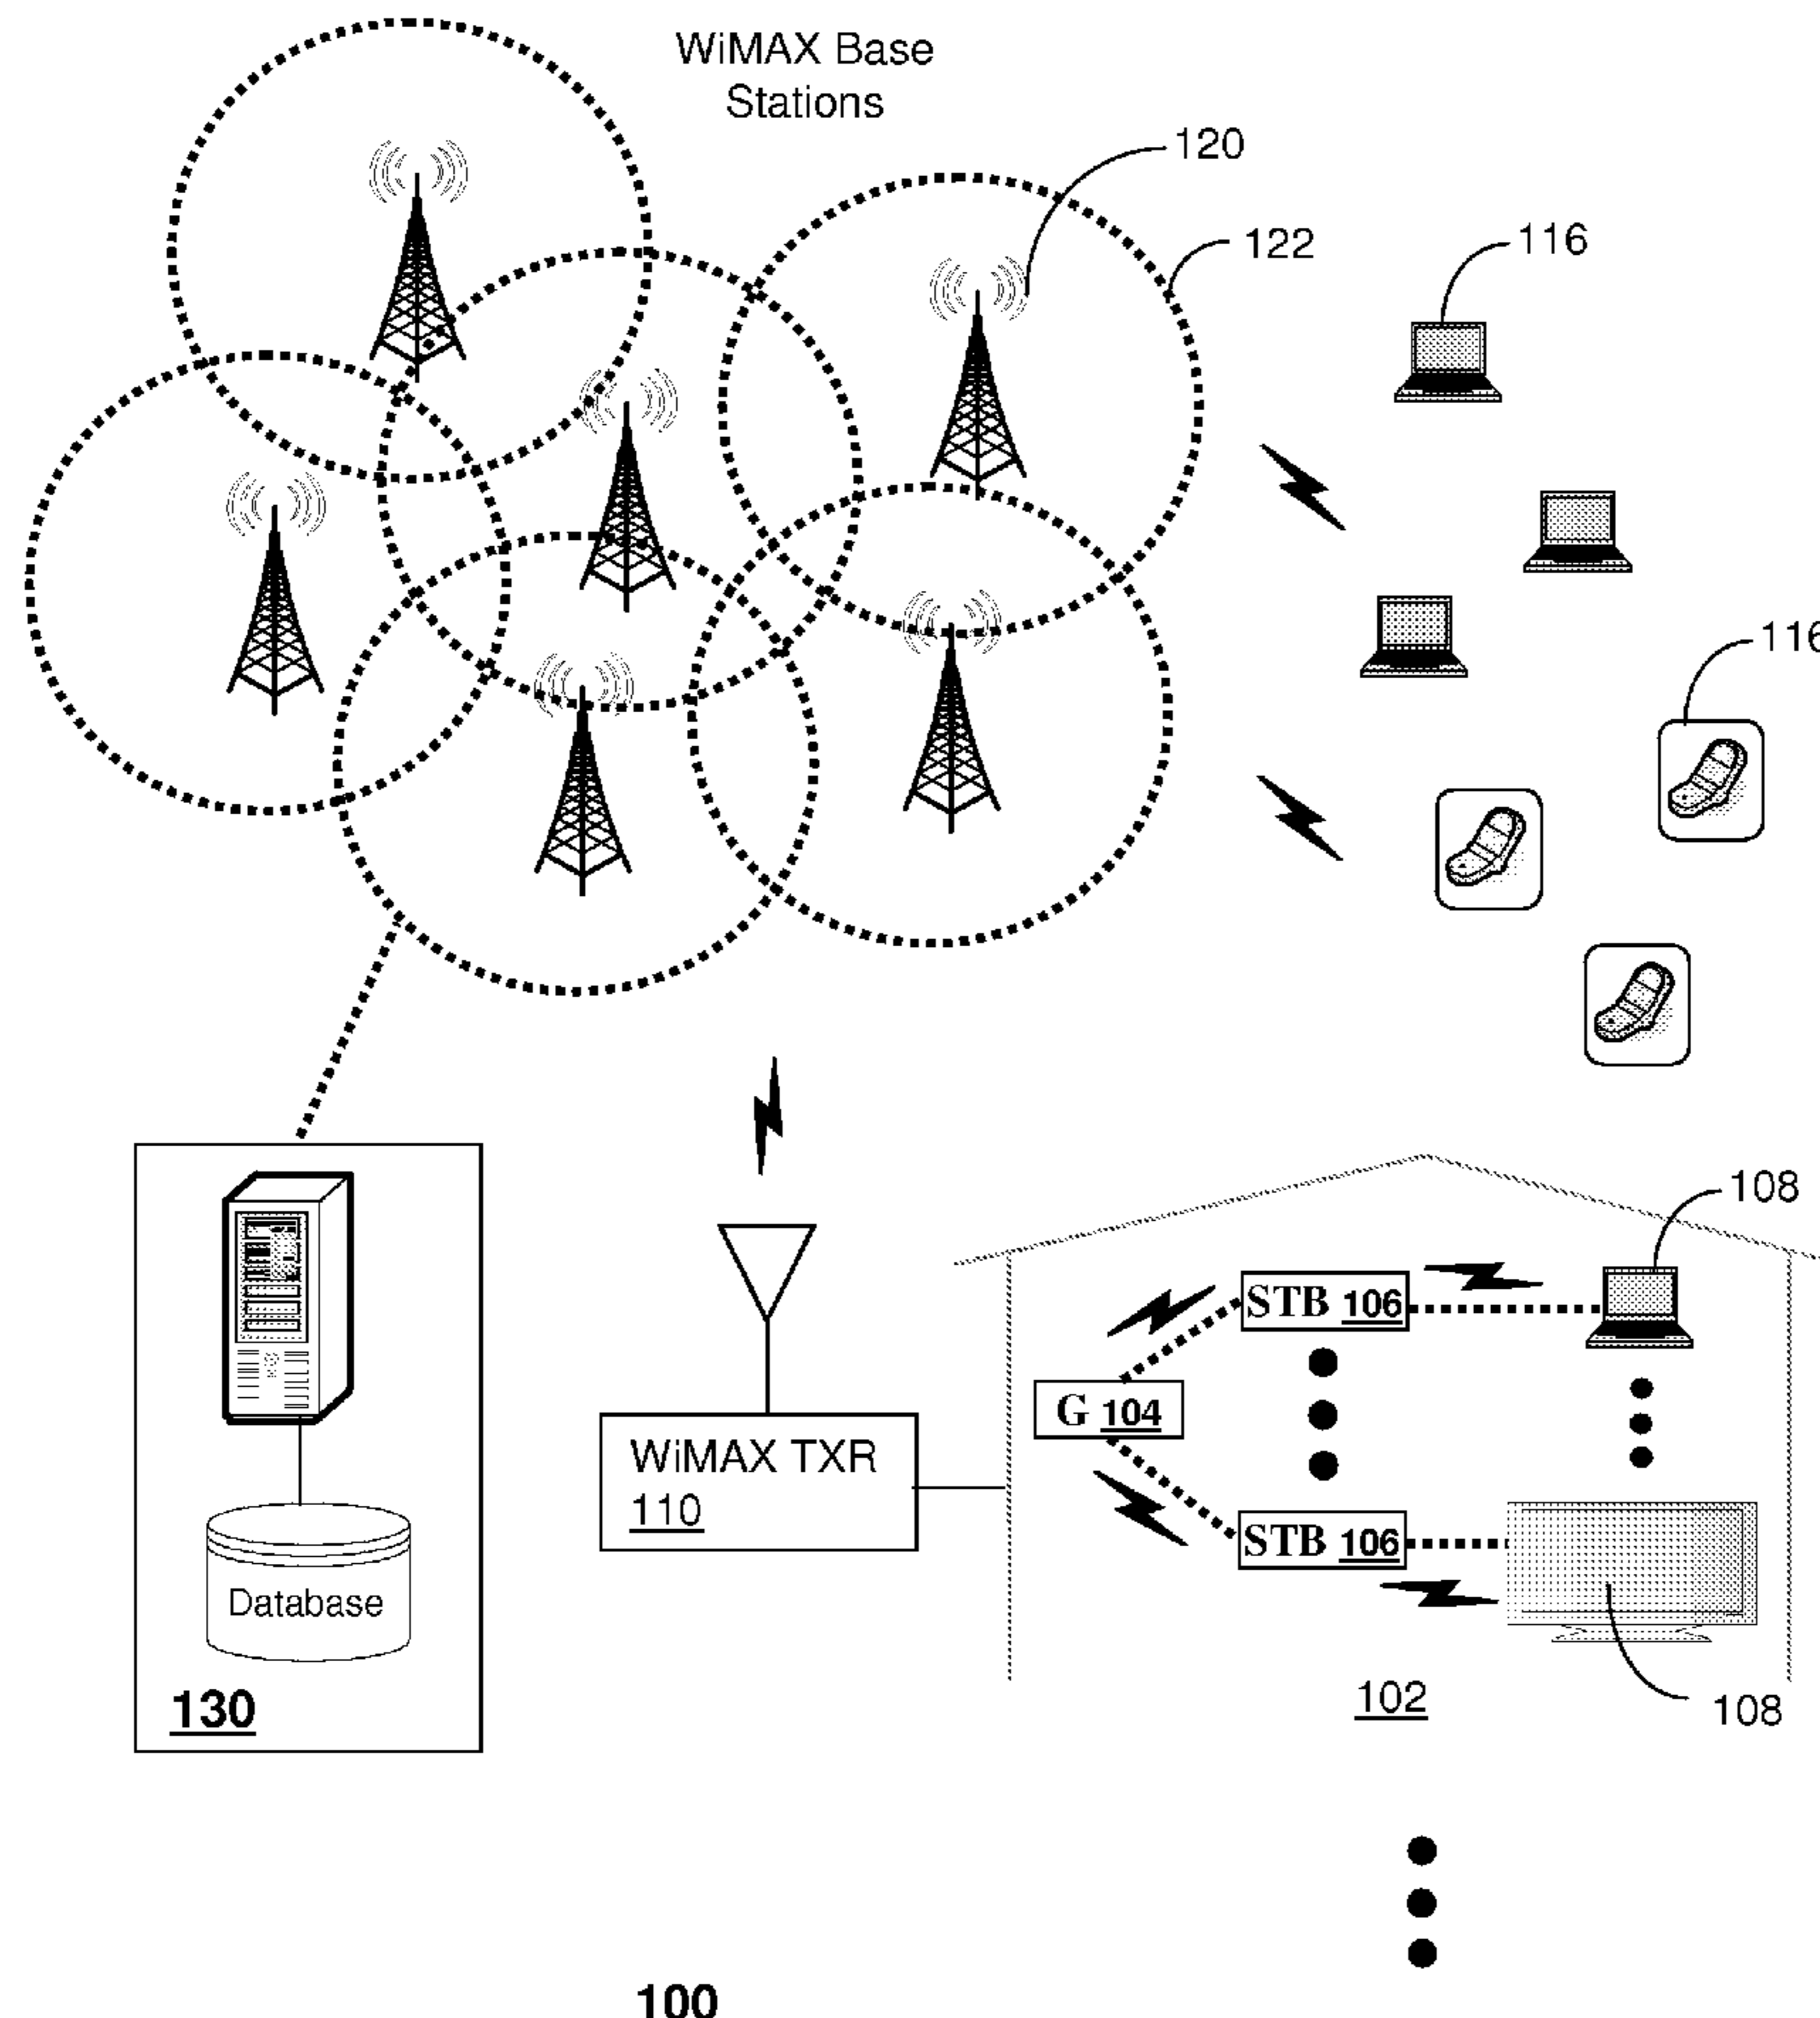 WiMAX Base
Stations
120
122
116
116
108
STB 106
G 104
WiMAX TXR
110
STB 106
Database
130
102
108
100